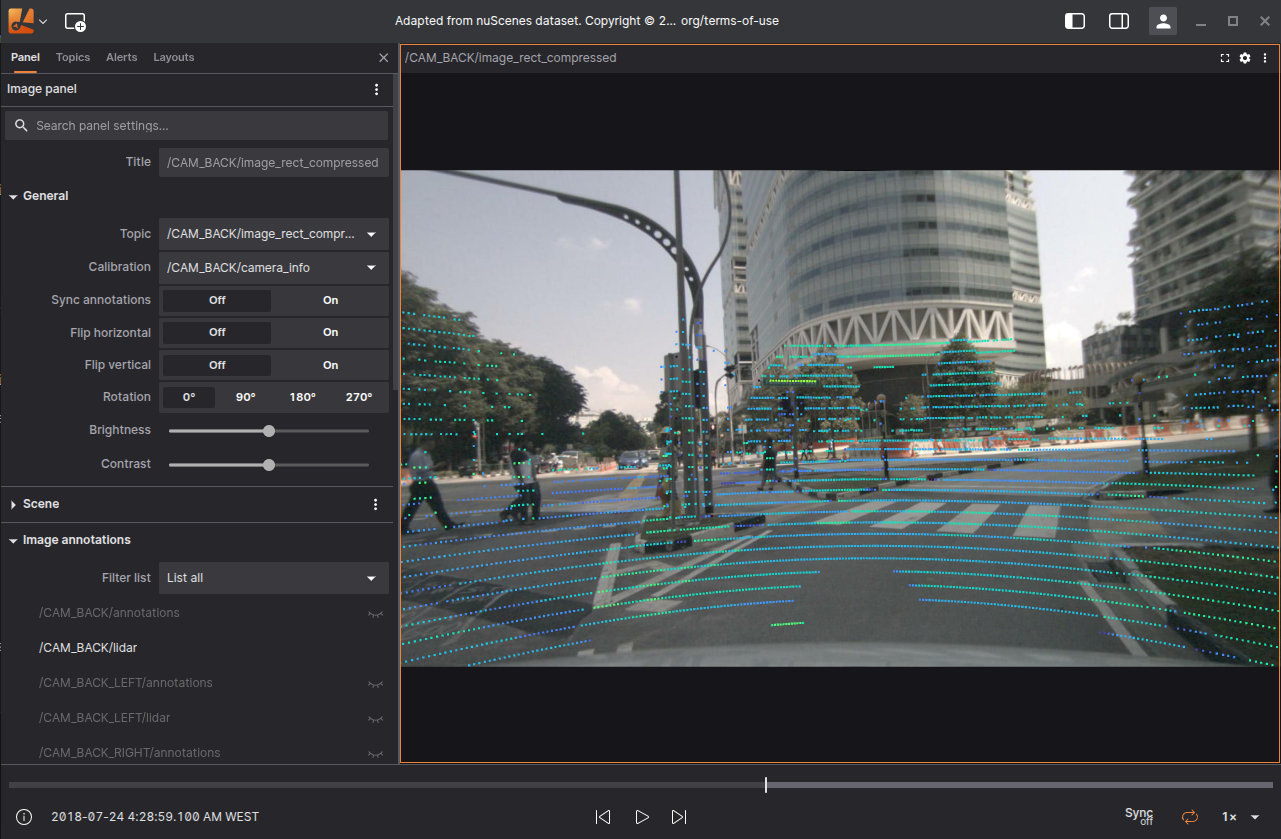 Adapted from nuScenes dataset. Copyright © 2... org/terms-of-use
Panel Topics Alerts Layouts
Image panel
Search panel settings...
Title /CAM_BACK/image_rect_compressed
General
Topic /CAM_BACK/image_rect_compr...
Calibration /CAM_BACK/camera_info
Sync annotations Off On
Flip horizontal Off On
Flip vertical Off On
Rotation 0° 90° 180° 270°
Brightness
Contrast
Scene
Image annotations
Filter list List all
/CAM_BACK/annotations
/CAM_BACK/lidar
/CAM_BACK_LEFT/annotations
/CAM_BACK_LEFT/lidar
/CAM_BACK_RIGHT/annotations
/CAM_BACK/image_rect_compressed
2018-07-24 4:28:59.100 AM WEST
Sync
off
1×